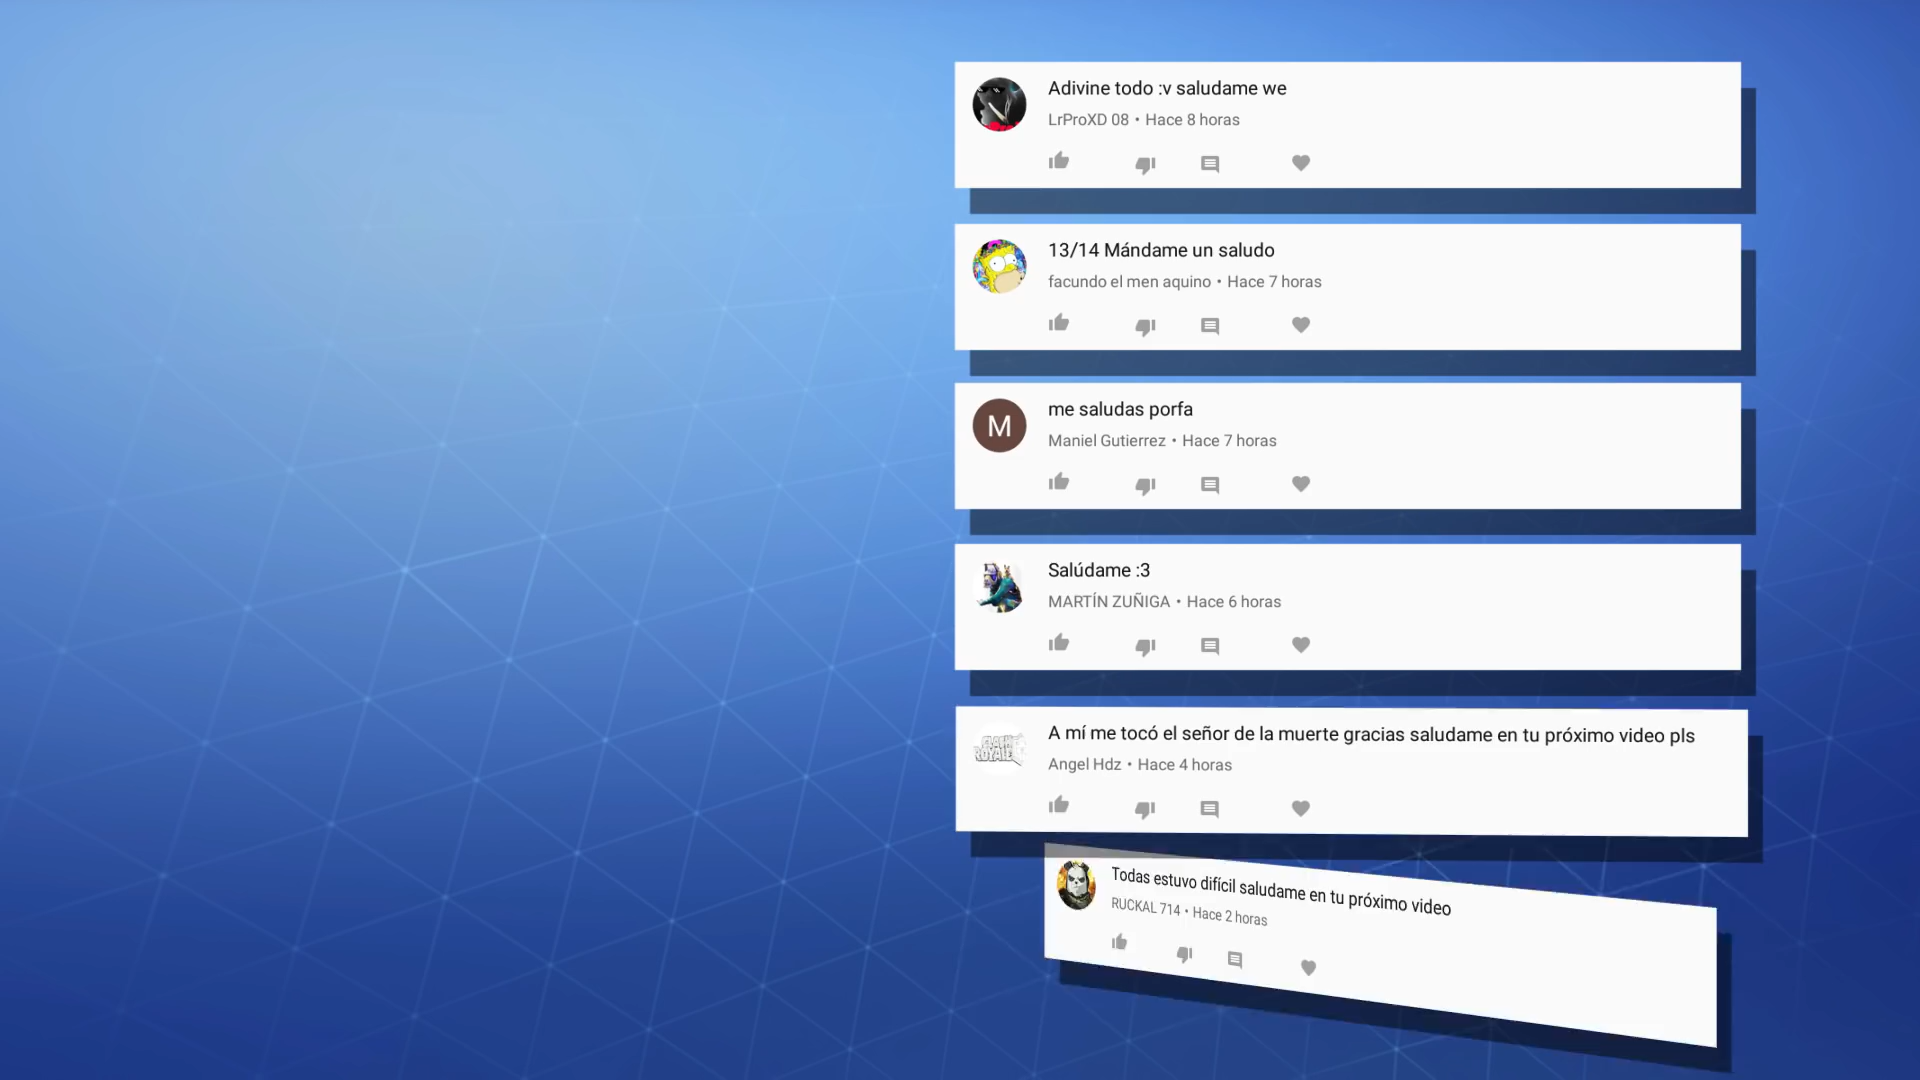 Adivine todo :v saludame we
LrProXD 08 • Hace 8 horas
13/14 Mándame un saludo
facundo el men aquino • Hace 7 horas
M
me saludas porfa
Maniel Gutierrez • Hace 7 horas
Salúdame :3
MARTÍN ZUÑIGA • Hace 6 horas
CLASH
ROYALE
A mí me tocó el señor de la muerte gracias saludame en tu próximo video pls
Angel Hdz • Hace 4 horas
Todas estuvo difícil saludame en tu próximo video
RUCKAL 714 • Hace 2 horas